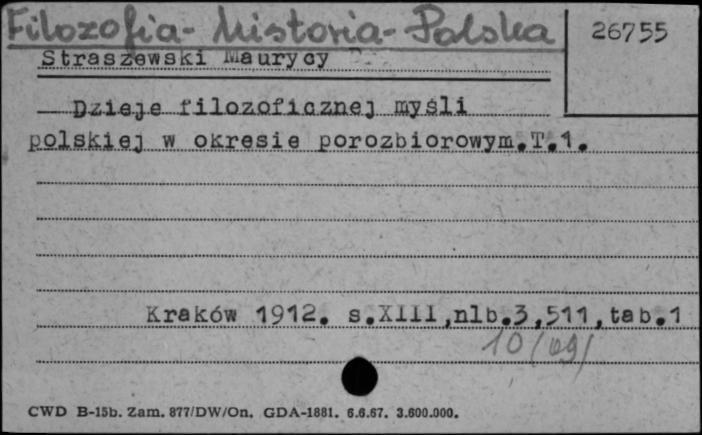 Filozofia - historia - Polska
26755
Straszewski Maurycy
Dzieje filozoficznej myśli
polskiej w okresie porozbiorowym.T.1.
Kraków 1912. s.XIII,nlb.3,511,tab.1
CWD B-15b. Zam. 877/DW/On. GDA-1881. 6.6.67. 3.600.000.